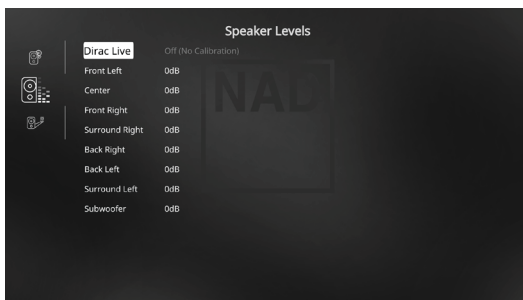 Speaker Levels
Dirac Live Off (No Calibration)
Front Left 0dB
Center 0dB
Front Right 0dB
Surround Right 0dB
Back Right 0dB
Back Left 0dB
Surround Left 0dB
Subwoofer 0dB
NAD